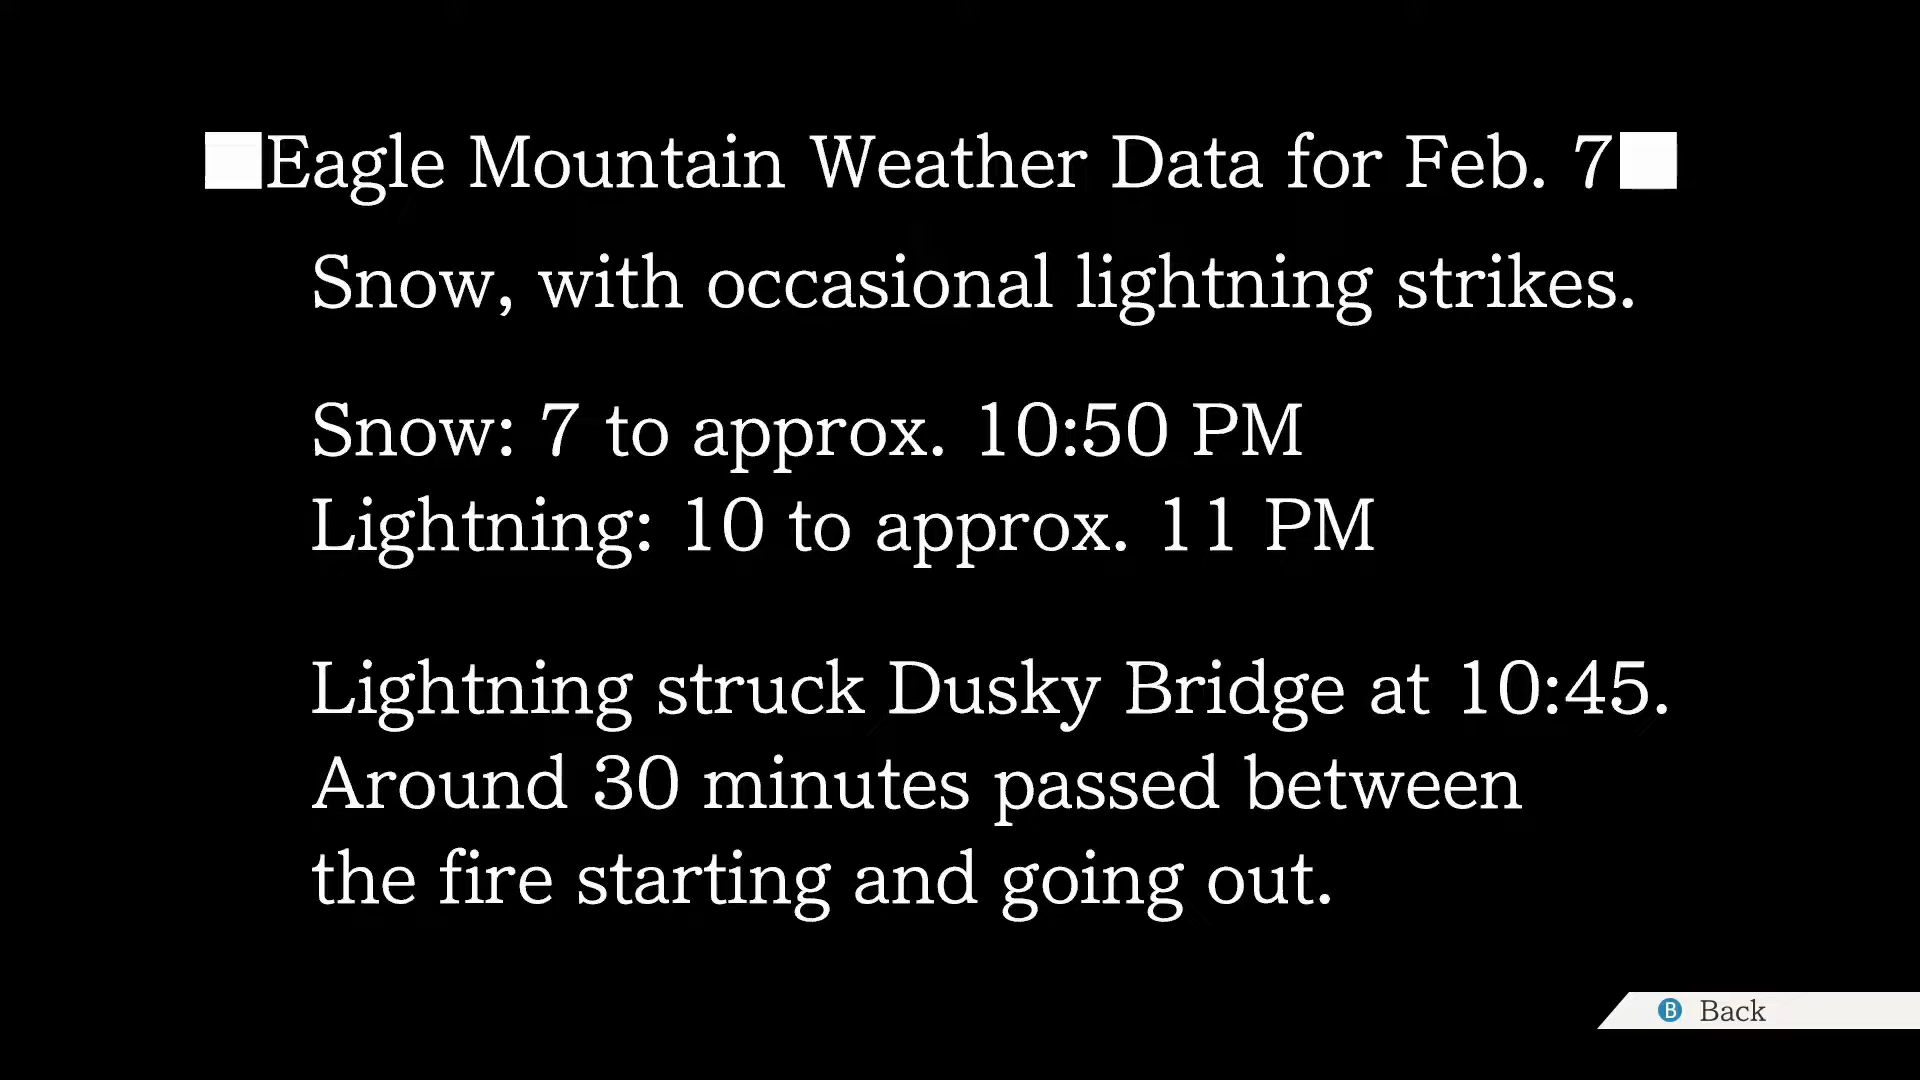 ■Eagle Mountain Weather Data for Feb. 7■
Snow, with occasional lightning strikes.
Snow: 7 to approx. 10:50 PM
Lightning: 10 to approx. 11 PM
Lightning struck Dusky Bridge at 10:45.
Around 30 minutes passed between
the fire starting and going out.
B Back